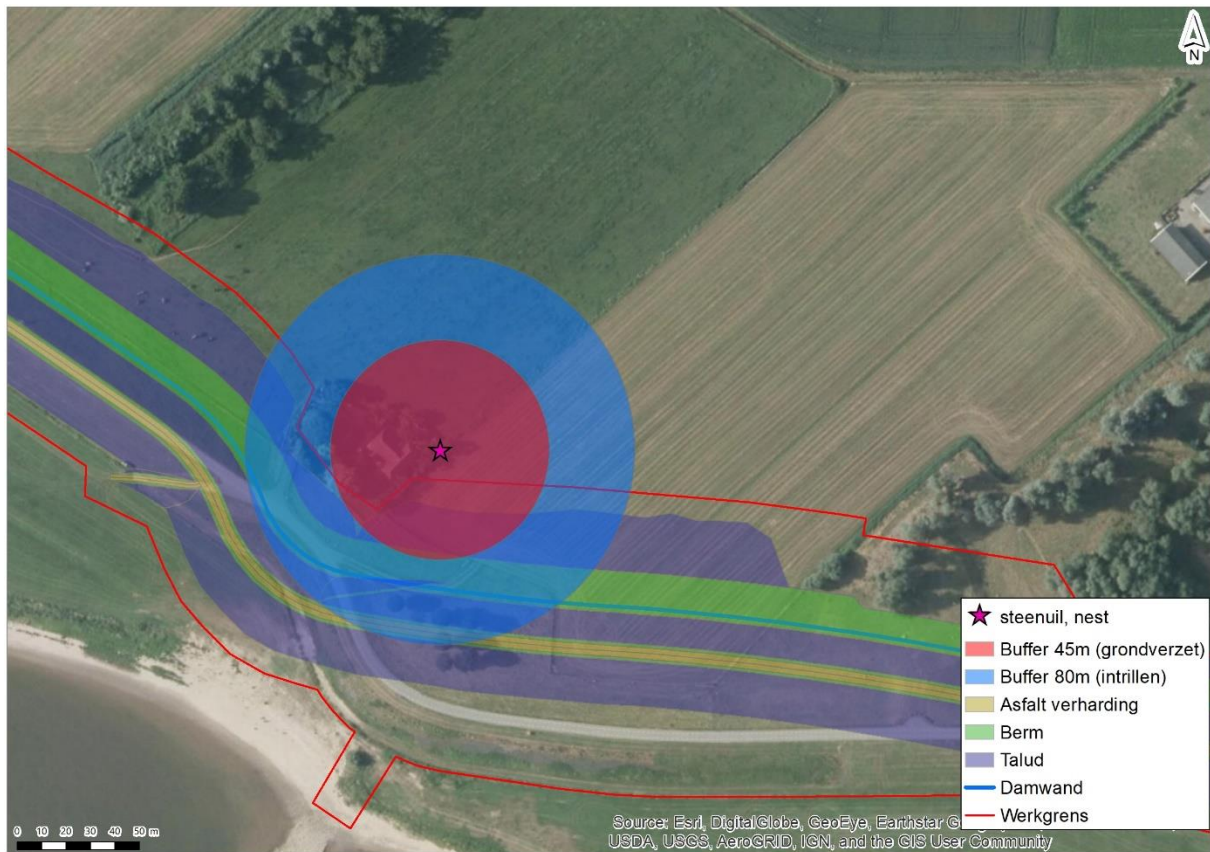 N
steenuil, nest
Buffer 45m (grondverzet)
Buffer 80m (intrillen)
Asfalt verharding
Berm
Talud
Damwand
Werkgrens
0 10 20 30 40 50 m
Source: Esri, DigitalGlobe, GeoEye, Earthstar
USDA, USGS, AeroGRID, IGN, and the GIS User Community